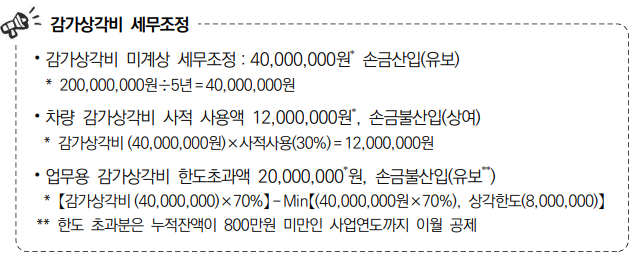 감가상각비 세무조정
• 감가상각비 미계상 세무조정 : 40,000,000원* 손금산입(유보)
* 200,000,000원÷5년=40,000,000원
• 차량 감가상각비 사적 사용액 12,000,000원*, 손금불산입(상여)
* 감가상각비 (40,000,000원)×사적사용(30%)=12,000,000원
• 업무용 감가상각비 한도초과액 20,000,000*원, 손금불산입(유보**)
* 【감가상각비 (40,000,000)×70%】-Min【(40,000,000원×70%), 상각한도(8,000,000)】
** 한도 초과분은 누적잔액이 800만원 미만인 사업연도까지 이월 공제